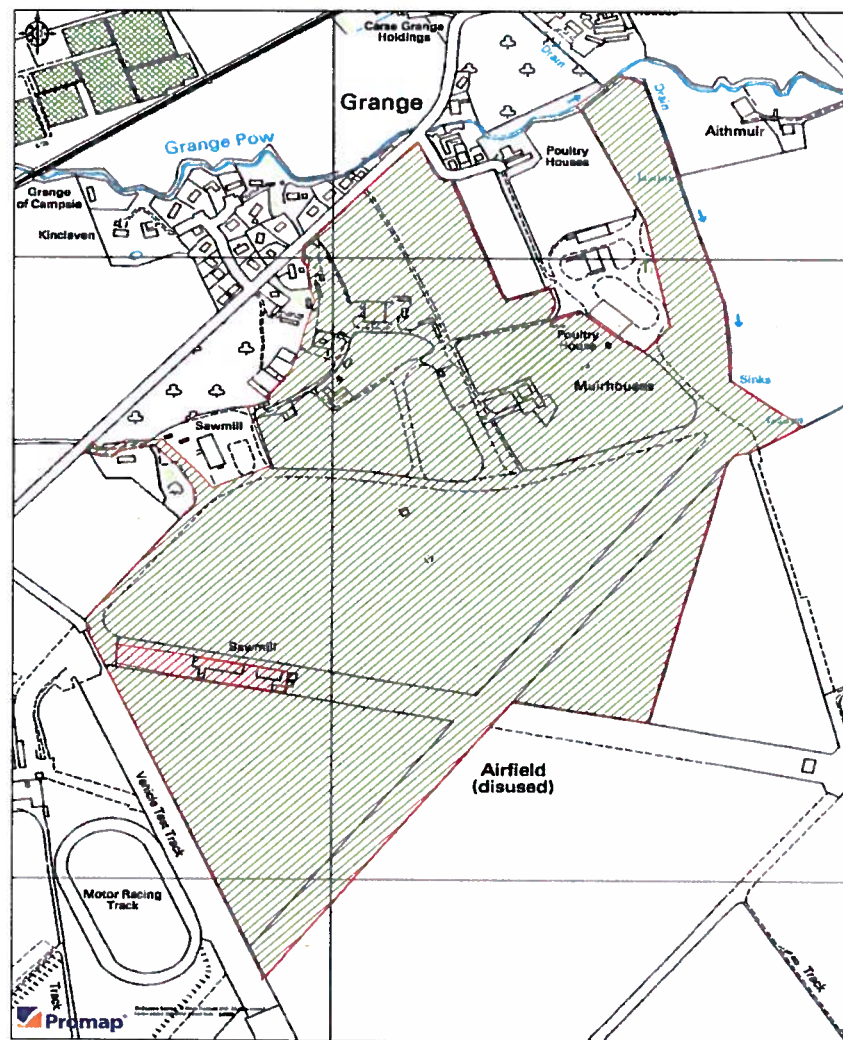 Carse Grange
Holdings
Drain
Grange
Drain
Grange Pow
Aithmuir
Poultry
Houses
Grange
of Campsie
Kinclaven
Poultry
House
Muirhouses
Sinks
Sawmill
Sawmill
Airfield
(disused)
Vehicle Test Track
Motor Racing
Track
Track
Track
Promap